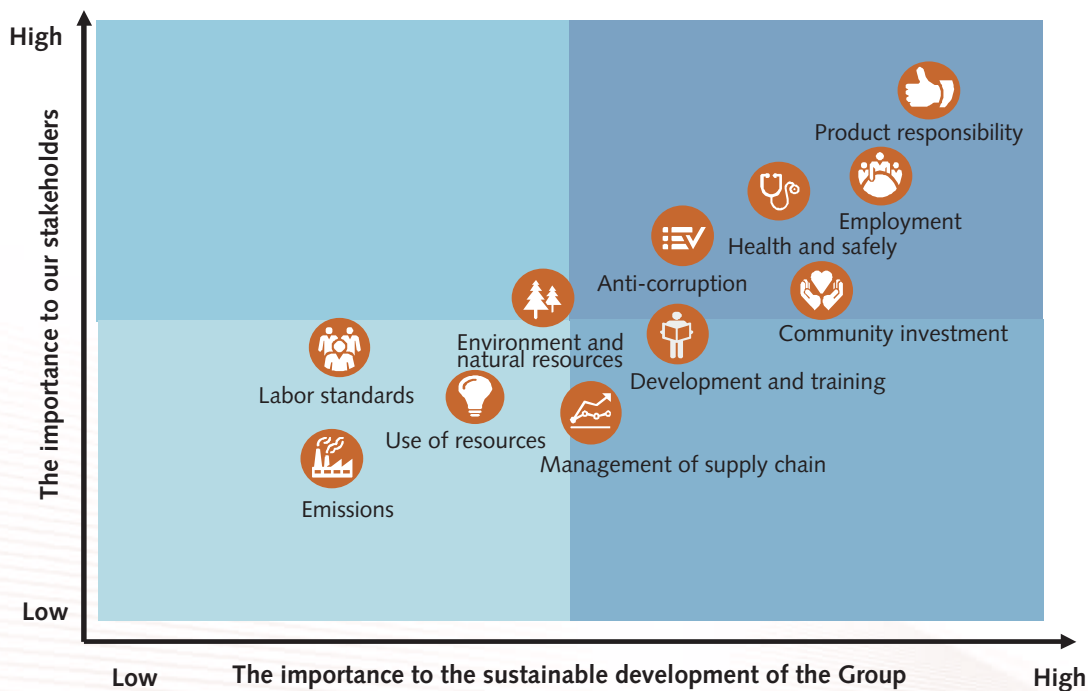 High
The importance to our stakeholders
Low
Product responsibility
Employment
Health and safely
Anti-corruption
Community investment
Environment and
natural resources
Development and training
Labor standards
Use of resources
Management of supply chain
Emissions
Low
The importance to the sustainable development of the Group
High